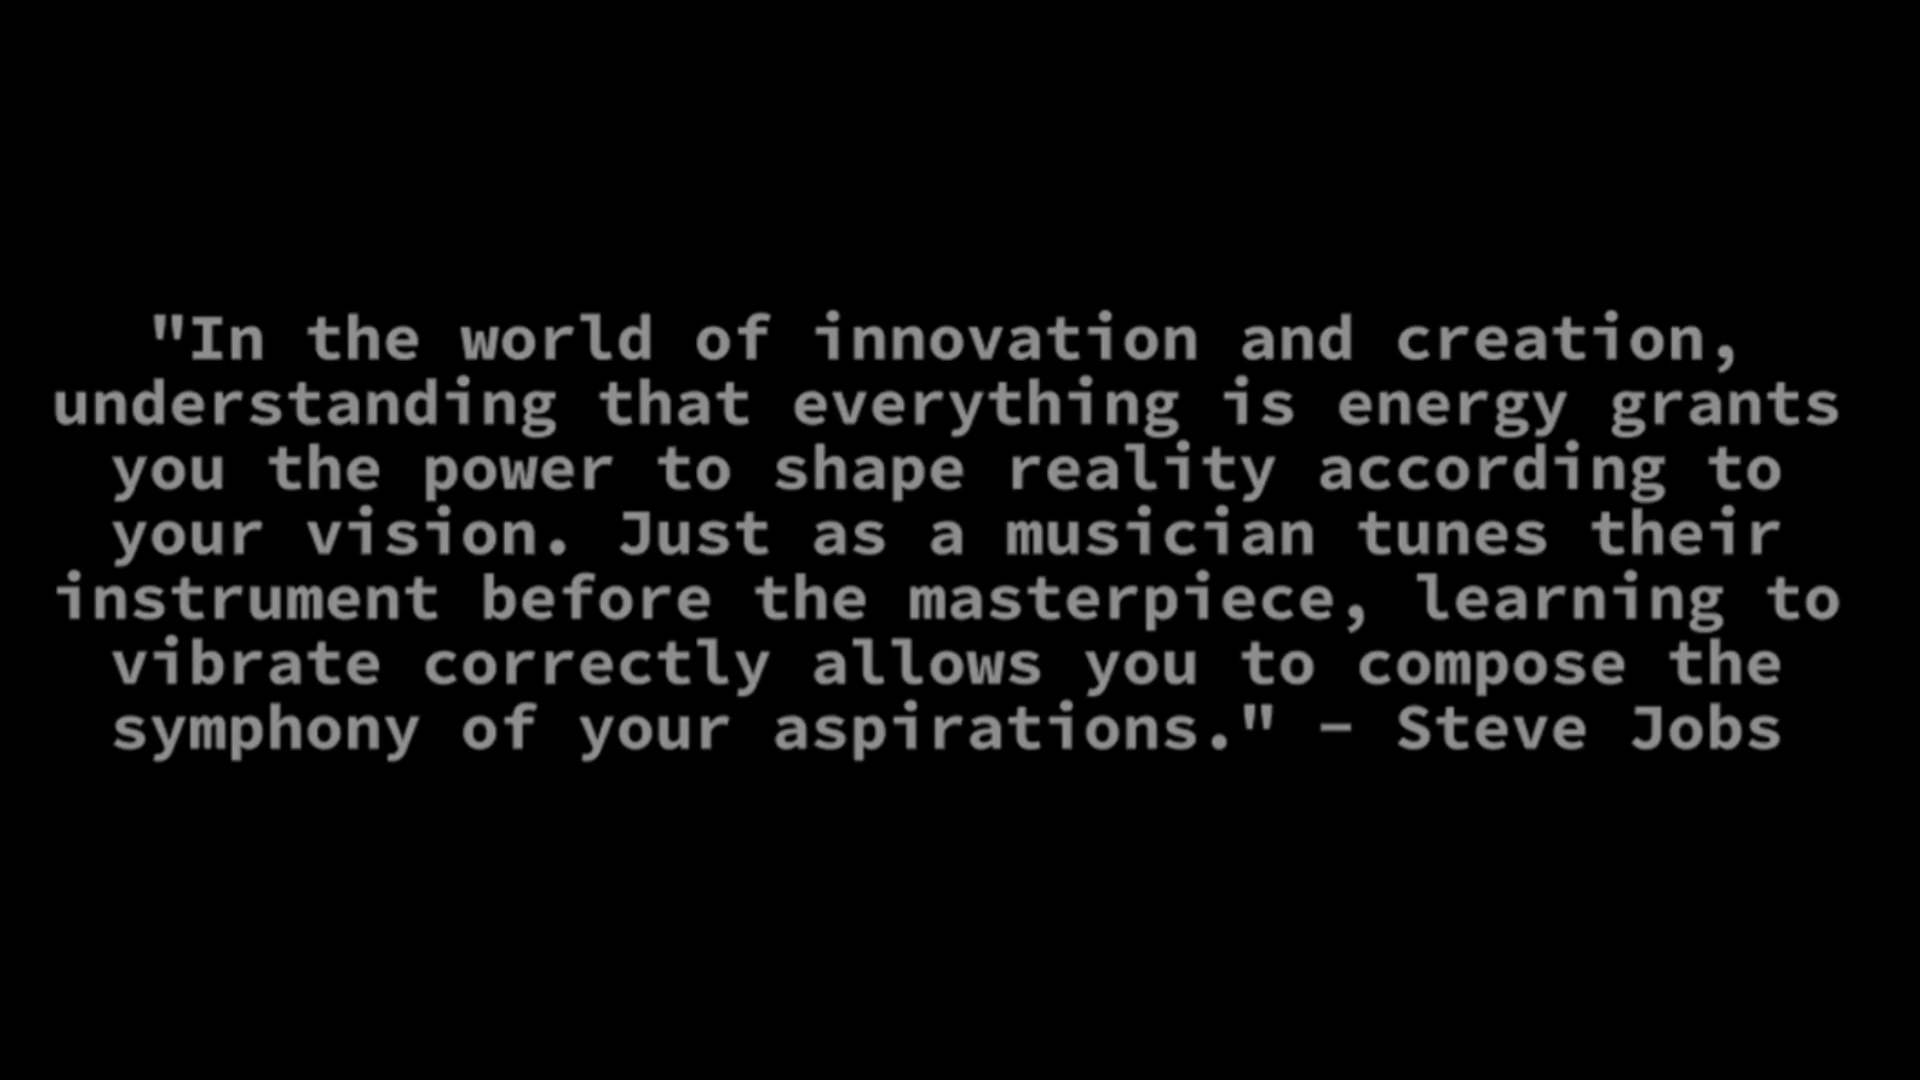 "In the world of innovation and creation,
understanding that everything is energy grants
you the power to shape reality according to
your vision. Just as a musician tunes their
instrument before the masterpiece, learning to
vibrate correctly allows you to compose the
symphony of your aspirations." – Steve Jobs